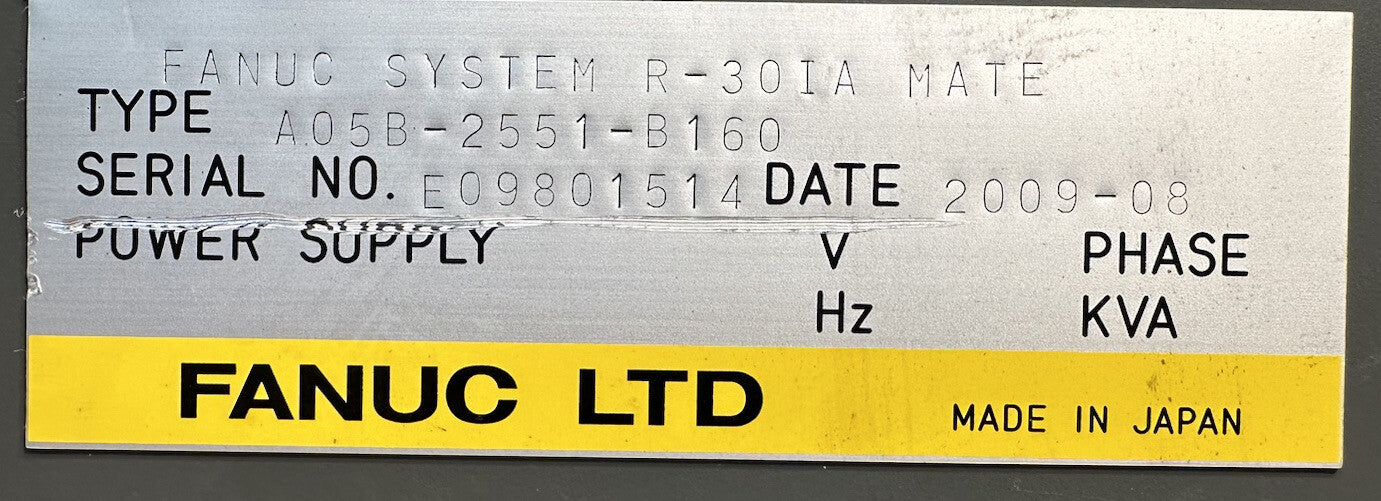 FANUC SYSTEM R-30IA MATE
TYPE A05B-2551-B160
SERIAL NO. E09801514 DATE 2009-08
POWER SUPPLY V PHASE
Hz KVA
FANUC LTD MADE IN JAPAN